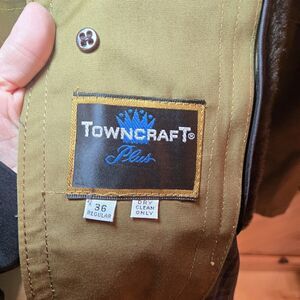 TOWNCRAFT®
Plus
36
REGULAR
DRY
CLEAN
ONLY